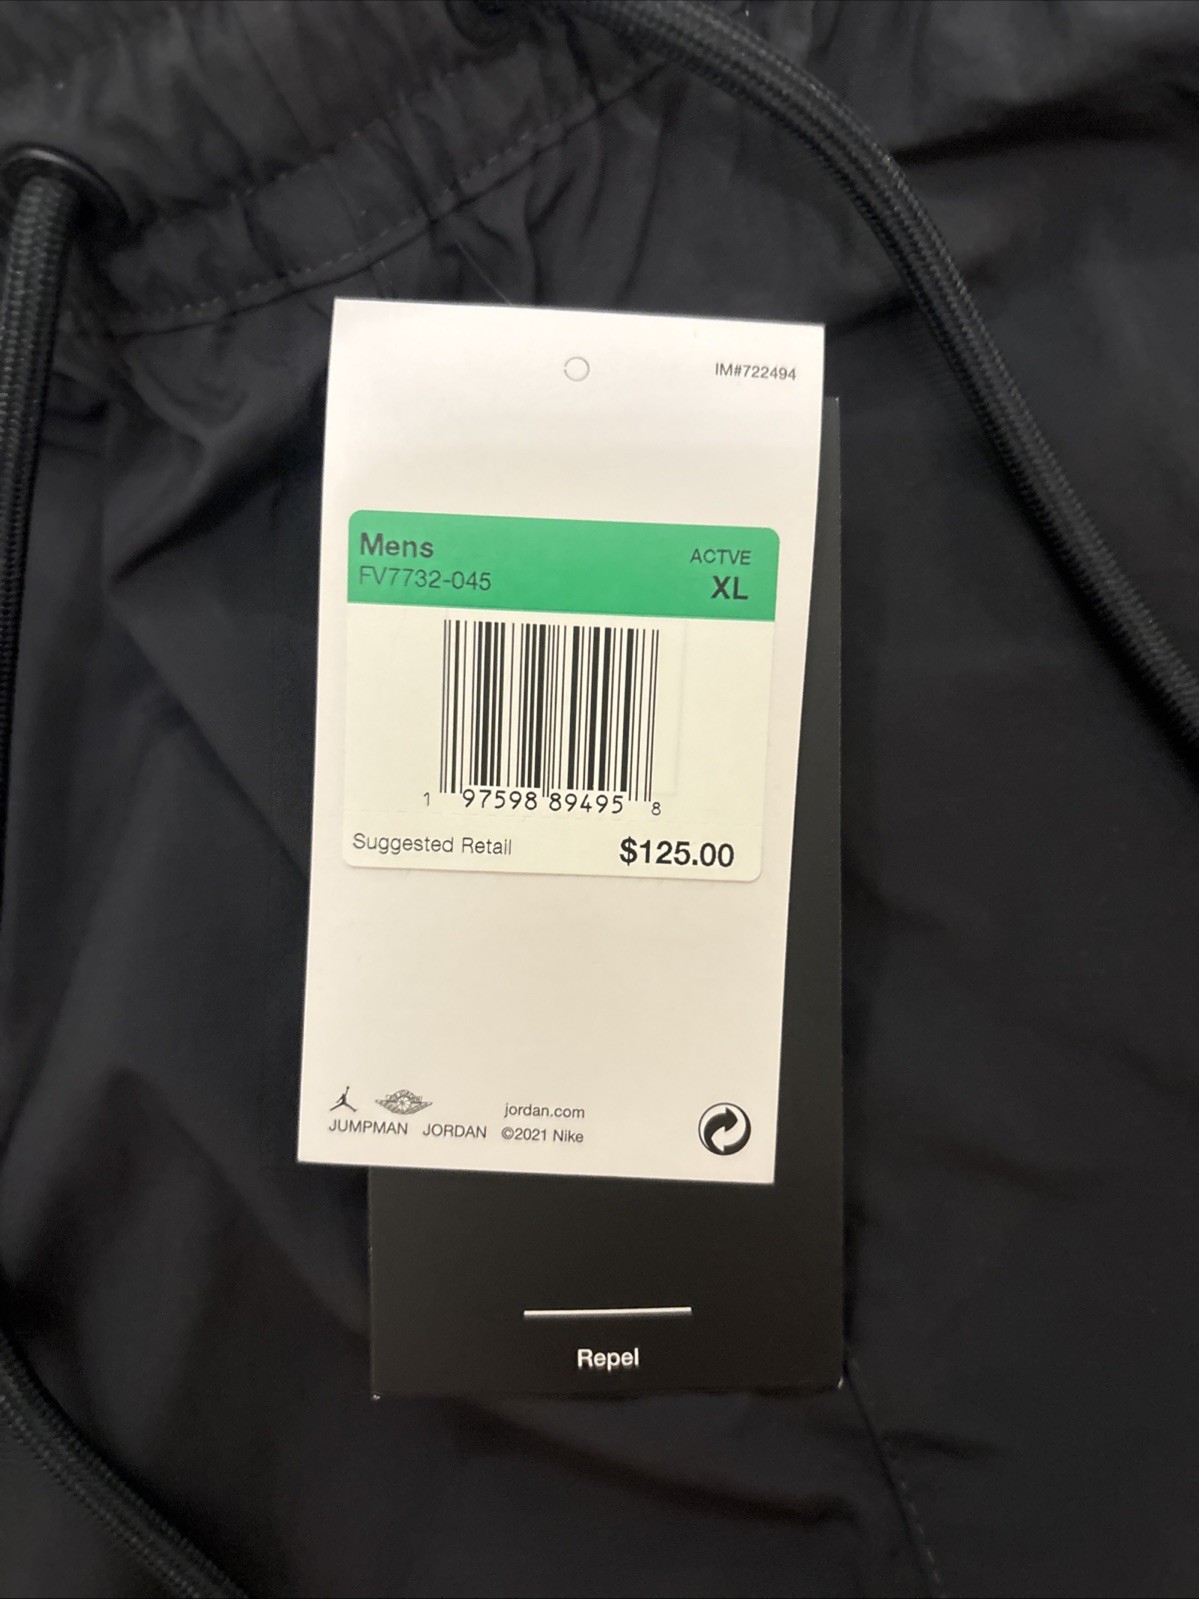 IM#722494
Mens
FV7732-045
ACTVE
XL
1 97598 89495 8
Suggested Retail
$125.00
JUMPMAN
JORDAN
jordan.com
©2021 Nike
Repel